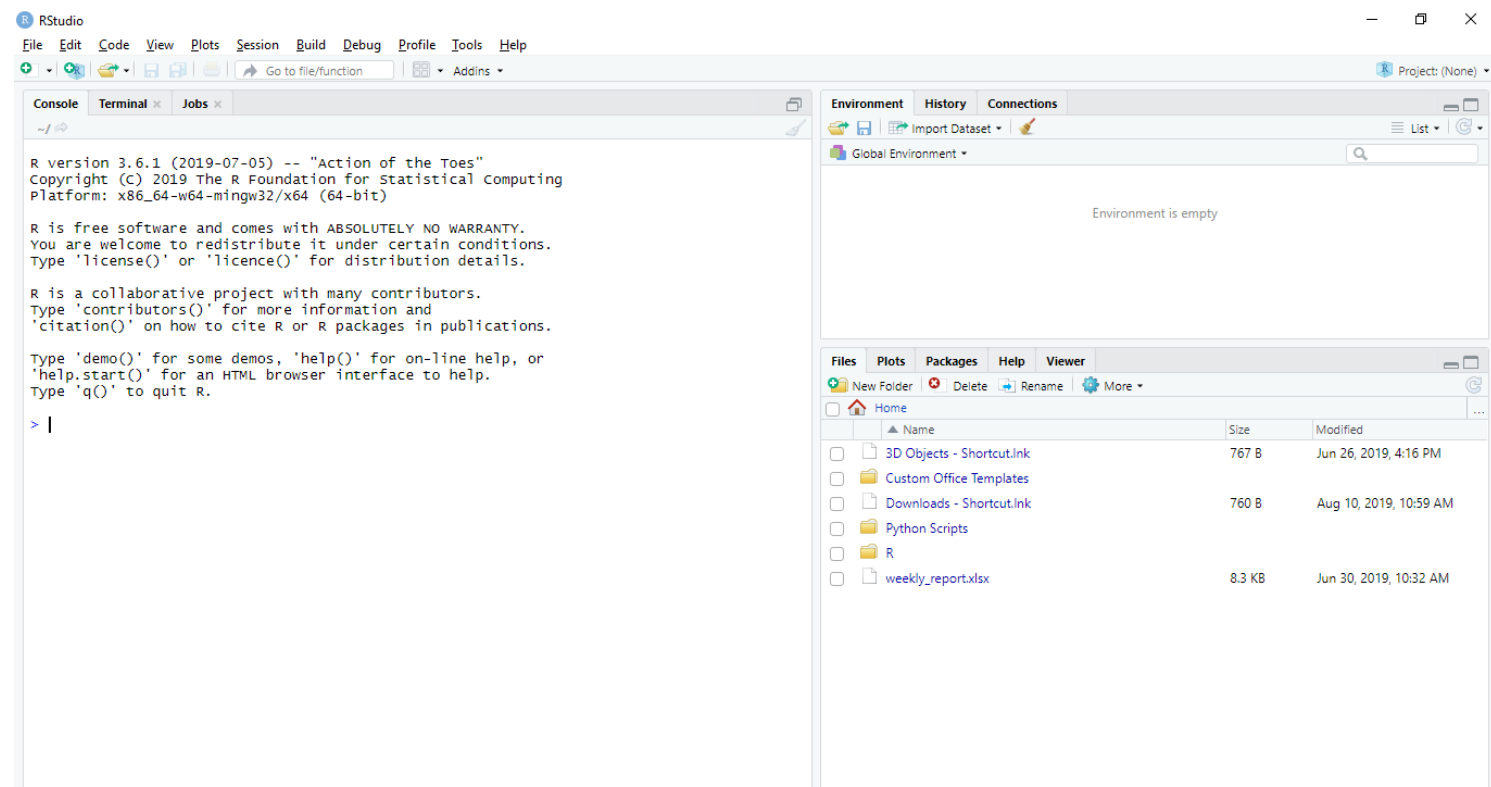 RStudio
File Edit Code View Plots Session Build Debug Profile Tools Help
Go to file/function Addins Project: (None)
Console Terminal Jobs
~/
R version 3.6.1 (2019-07-05) -- "Action of the Toes"
Copyright (C) 2019 The R Foundation for Statistical Computing
Platform: x86_64-w64-mingw32/x64 (64-bit)
R is free software and comes with ABSOLUTELY NO WARRANTY.
You are welcome to redistribute it under certain conditions.
Type 'license()' or 'licence()' for distribution details.
R is a collaborative project with many contributors.
Type 'contributors()' for more information and
'citation()' on how to cite R or R packages in publications.
Type 'demo()' for some demos, 'help()' for on-line help, or
'help.start()' for an HTML browser interface to help.
Type 'q()' to quit R.
>
Environment History Connections
Import Dataset List
Global Environment
Environment is empty
Files Plots Packages Help Viewer
New Folder Delete Rename More
Home ...
Name Size Modified
3D Objects - Shortcut.lnk 767 B Jun 26, 2019, 4:16 PM
Custom Office Templates
Downloads - Shortcut.lnk 760 B Aug 10, 2019, 10:59 AM
Python Scripts
R
weekly_report.xlsx 8.3 KB Jun 30, 2019, 10:32 AM